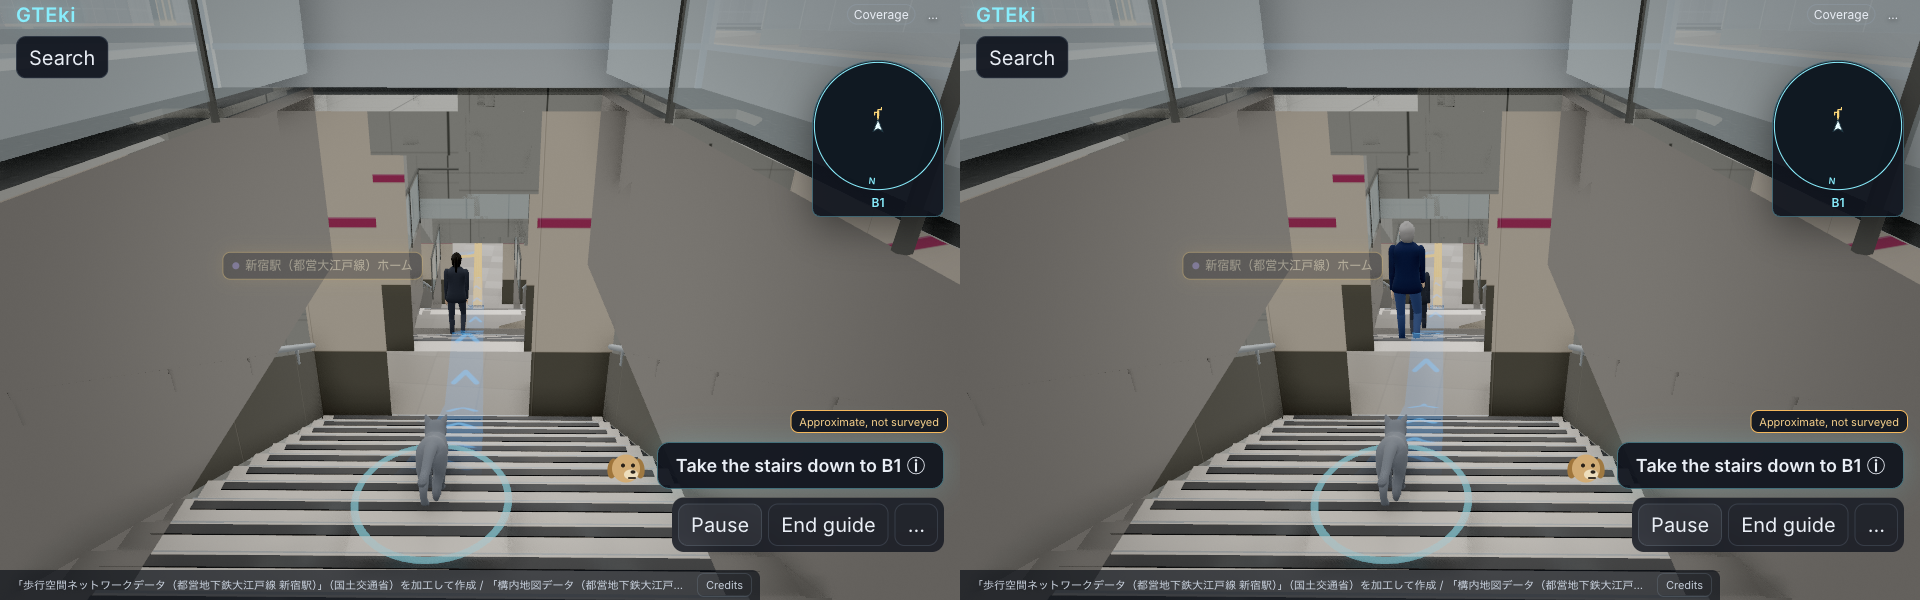 GTEki
Coverage
...
Search
N
B1
新宿駅（都営大江戸線）ホーム
Approximate, not surveyed
Take the stairs down to B1 ⓘ
Pause
End guide
...
「歩行空間ネットワークデータ（都営地下鉄大江戸線 新宿駅）」（国土交通省）を加工して作成 / 「構内地図データ（都営地下鉄大江戸...
Credits
GTEki
Coverage
...
Search
N
B1
新宿駅（都営大江戸線）ホーム
Approximate, not surveyed
Take the stairs down to B1 ⓘ
Pause
End guide
...
「歩行空間ネットワークデータ（都営地下鉄大江戸線 新宿駅）」（国土交通省）を加工して作成 / 「構内地図データ（都営地下鉄大江戸...
Credits